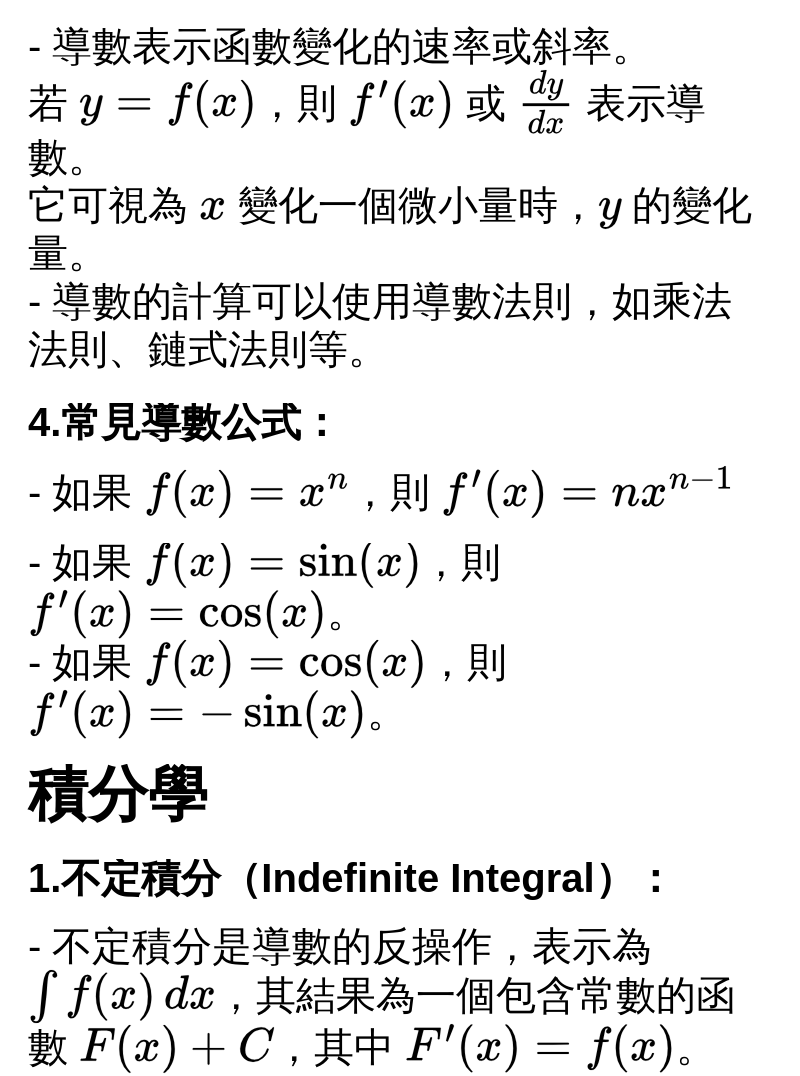 - 導數表示函數變化的速率或斜率。
若 $y = f(x)$，則 $f'(x)$ 或 $\frac{dy}{dx}$ 表示導
數。
它可視為 $x$ 變化一個微小量時，$y$ 的變化
量。
- 導數的計算可以使用導數法則，如乘法
法則、鏈式法則等。
4.常見導數公式：
- 如果 $f(x) = x^n$，則 $f'(x) = nx^{n-1}$
- 如果 $f(x) = \sin(x)$，則
$f'(x) = \cos(x)$。
- 如果 $f(x) = \cos(x)$，則
$f'(x) = -\sin(x)$。
積分學
1.不定積分（Indefinite Integral）：
- 不定積分是導數的反操作，表示為
$\int f(x)\,dx$，其結果為一個包含常數的函
數 $F(x) + C$，其中 $F'(x) = f(x)$。